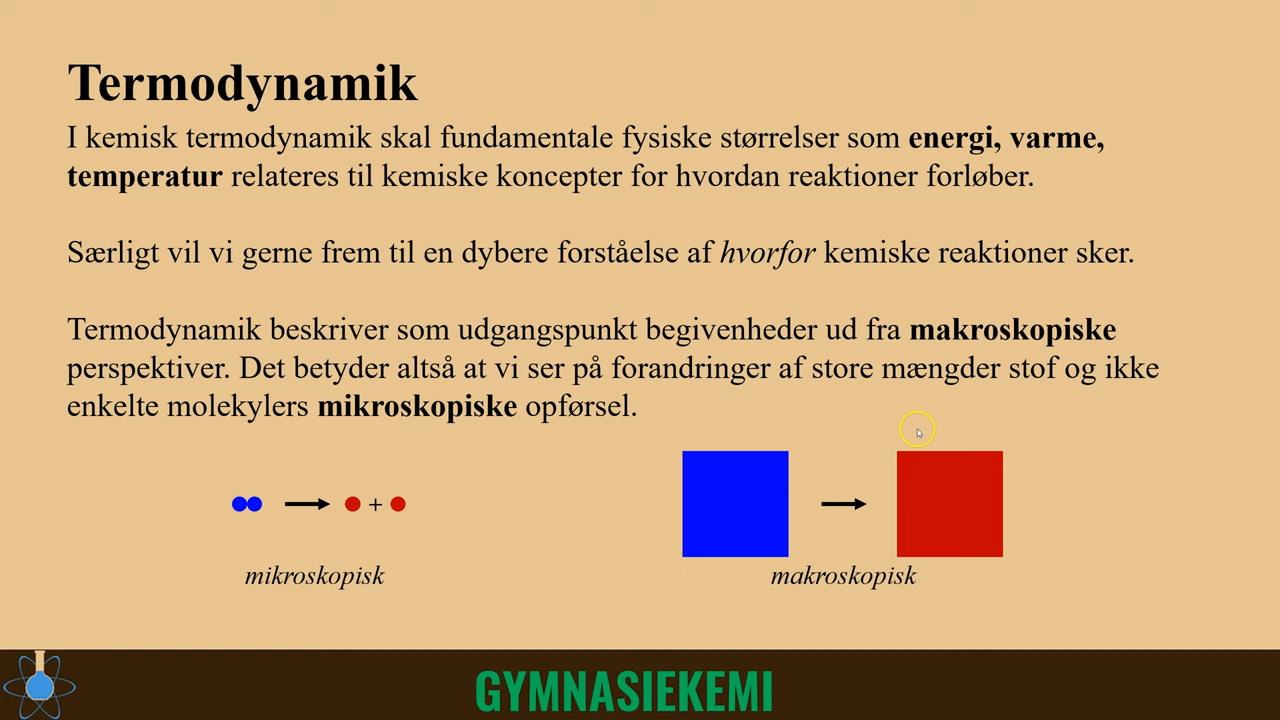 Termodynamik
I kemisk termodynamik skal fundamentale fysiske størrelser som energi, varme,
temperatur relateres til kemiske koncepter for hvordan reaktioner forløber.
Særligt vil vi gerne frem til en dybere forståelse af hvorfor kemiske reaktioner sker.
Termodynamik beskriver som udgangspunkt begivenheder ud fra makroskopiske
perspektiver. Det betyder altså at vi ser på forandringer af store mængder stof og ikke
enkelte molekylers mikroskopiske opførsel.
+
mikroskopisk
makroskopisk
GYMNASIEKEMI